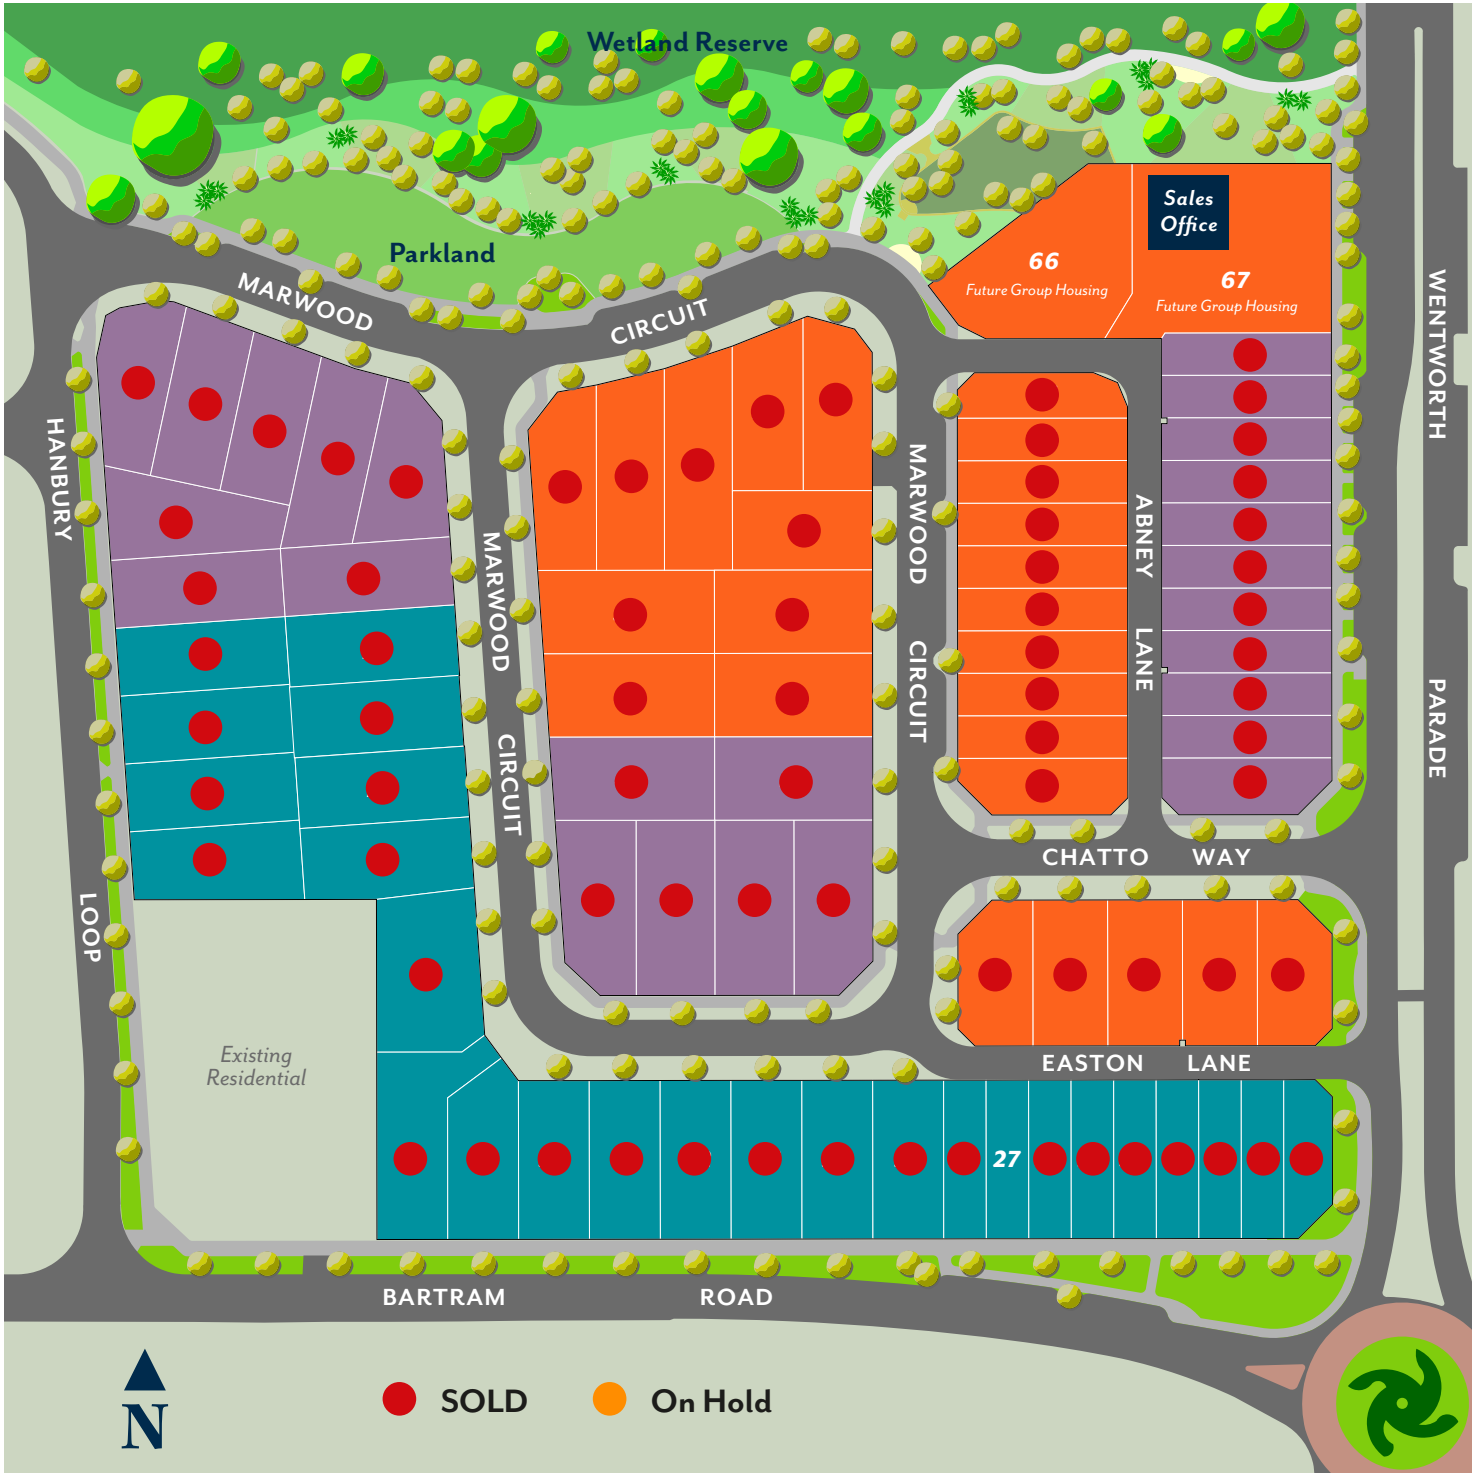 Wetland Reserve
Parkland
Sales
Office
66
Future Group Housing
67
Future Group Housing
MARWOOD
CIRCUIT
HANBURY
LOOP
MARWOOD
CIRCUIT
MARWOOD
CIRCUIT
ABNEY
LANE
WENTWORTH
PARADE
CHATTO WAY
EASTON LANE
Existing
Residential
27
BARTRAM ROAD
N
SOLD
On Hold